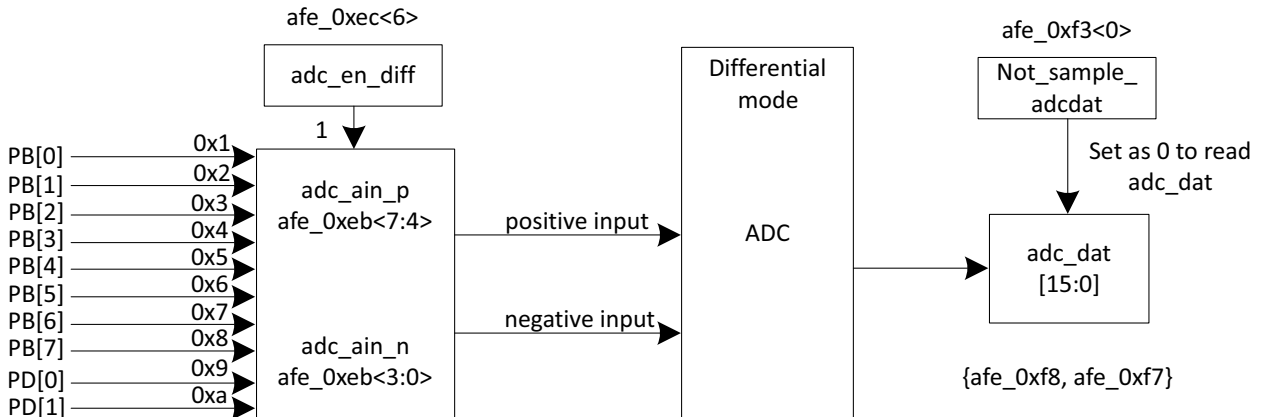 afe_0xec<6>
adc_en_diff
1
afe_0xf3<0>
Not_sample_
adcdat
Set as 0 to read
adc_dat
PB[0] 0x1
PB[1] 0x2
PB[2] 0x3
PB[3] 0x4
PB[4] 0x5
PB[5] 0x6
PB[6] 0x7
PB[7] 0x8
PD[0] 0x9
PD[1] 0xa
adc_ain_p
afe_0xeb<7:4>
adc_ain_n
afe_0xeb<3:0>
positive input
negative input
Differential
mode
ADC
adc_dat
[15:0]
{afe_0xf8, afe_0xf7}